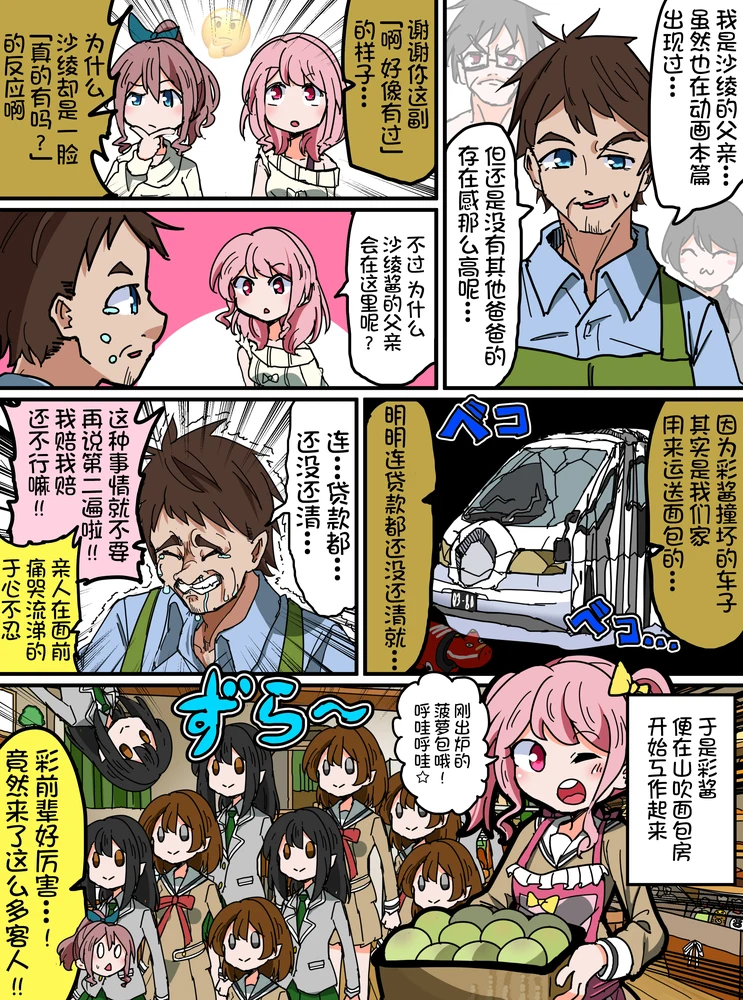 我是沙绫的父亲…
虽然也在动画本篇
出现过…
但还是没有其他爸爸的
存在感那么高呢…
谢谢你这副
「啊 好像有过」
的样子…
为什么
沙绫却是一脸
「真的有吗？」
的反应啊
不过 为什么
沙绫酱的父亲
会在这里呢？
因为彩酱撞坏的车子
其实是我们家
用来运送面包的…
ベコ
ベコ…
明明连贷款都还没还清就…
连…贷款都…
还没还清…
这种事情就不要
再说第二遍啦!!
我赔我赔
还不行嘛!!
亲人在面前
痛哭流涕的
于心不忍
于是彩酱
便在山吹面包房
开始工作起来
刚出炉的
菠萝包哦！
呼哇呼哇☆
ずら〜
彩前辈好厉害…！
竟然来了这么多客人!!